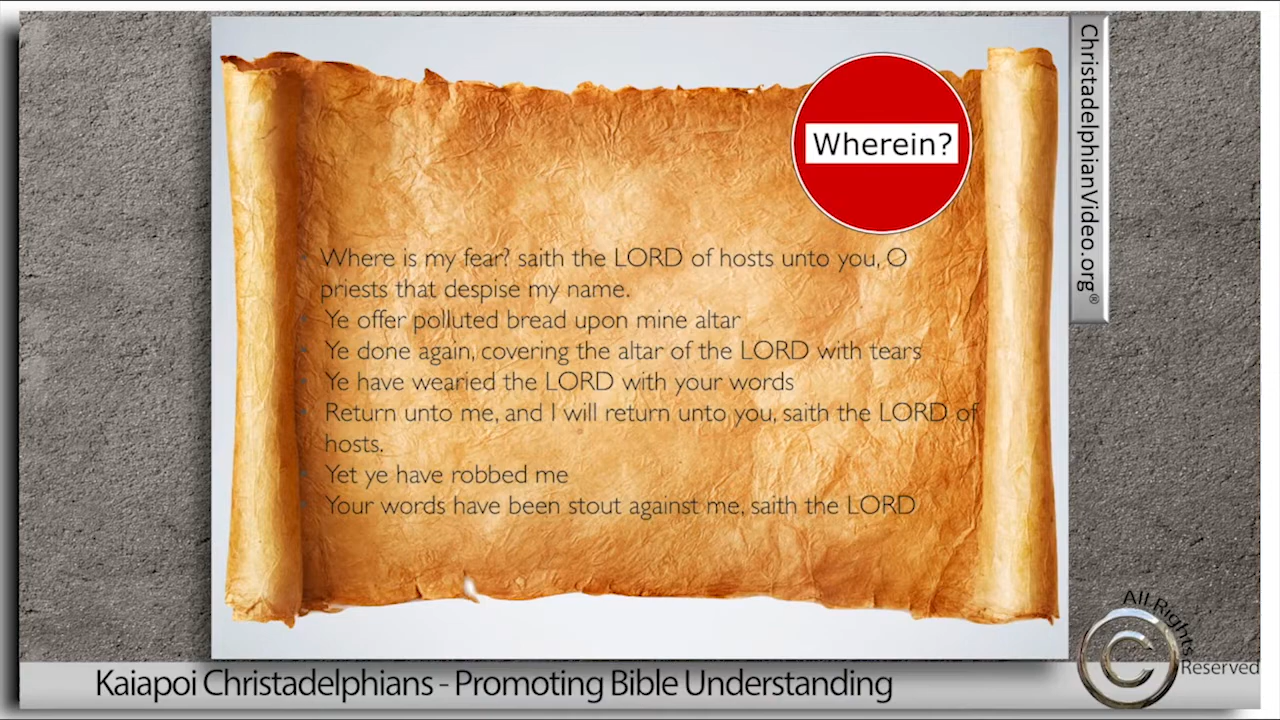 Wherein?
Where is my fear? saith the LORD of hosts unto you, O
priests that despise my name.
Ye offer polluted bread upon mine altar
Ye done again, covering the altar of the LORD with tears
Ye have wearied the LORD with your words
Return unto me, and I will return unto you, saith the LORD of
hosts.
Yet ye have robbed me
Your words have been stout against me, saith the LORD
ChristadelphianVideo.org®
All Rights
Reserved
Kaiapoi Christadelphians - Promoting Bible Understanding